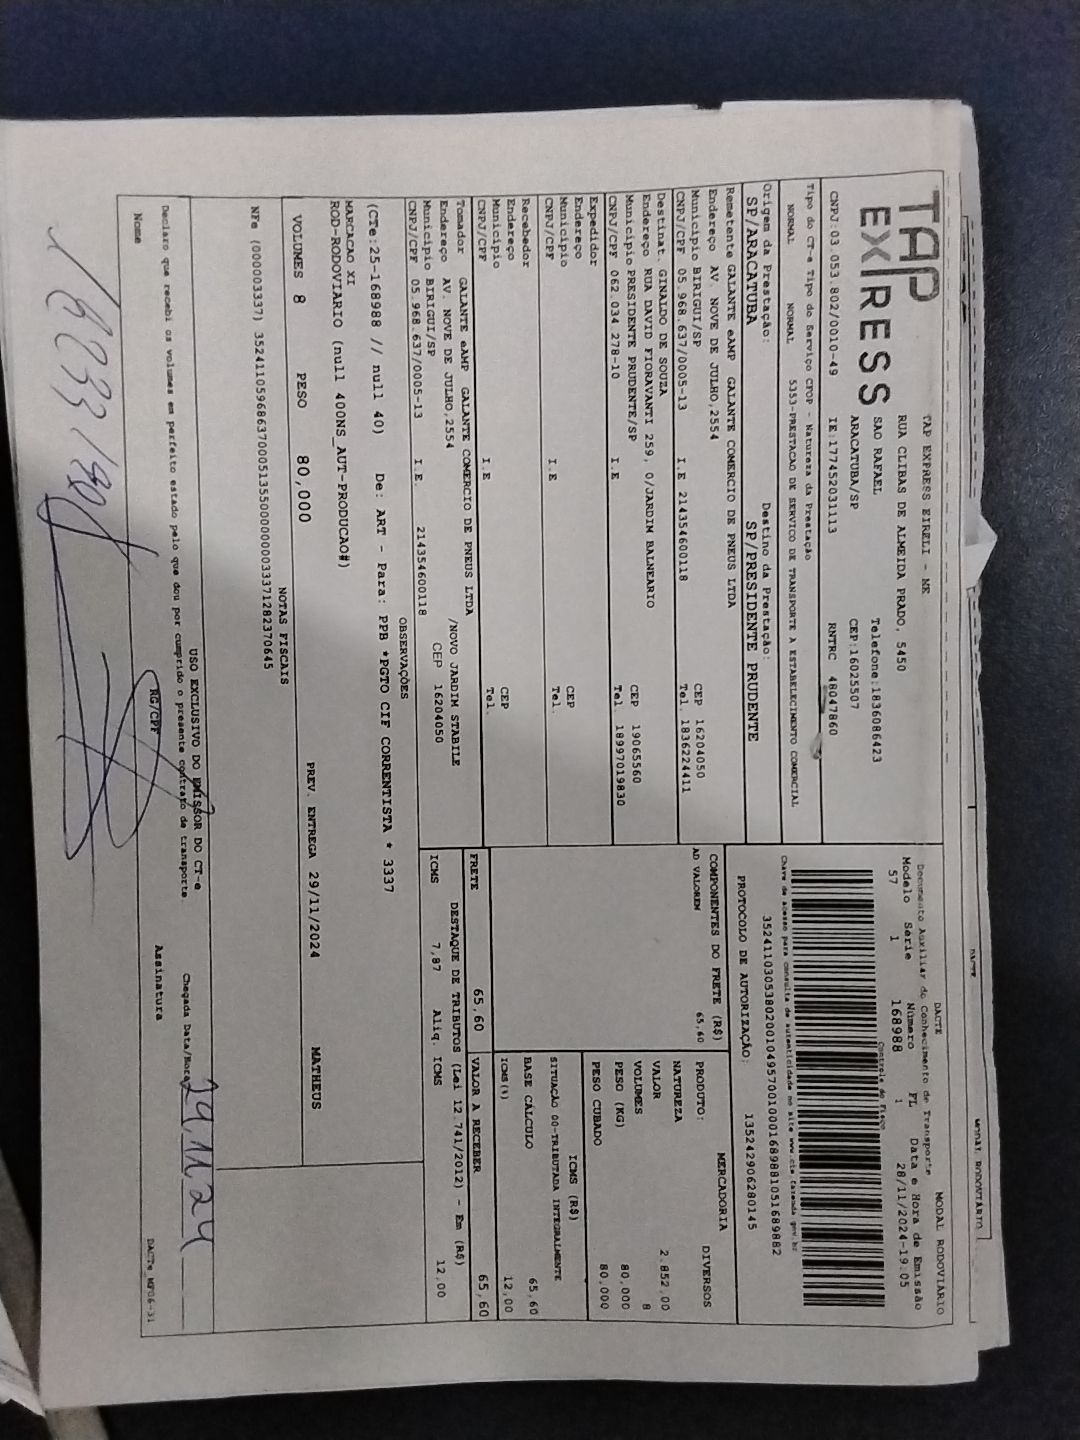 TAP
EXPRESS
TAP EXPRESS EIRELI - ME
RUA CLIBAS DE ALMEIDA PRADO, 5450
SAO RAFAEL Telefone:1836086423
ARACATUBA/SP CEP:16025507
CNPJ:03.053.802/0010-49 IE:177452031113 RNTRC 48047860
Tipo do CT-e Tipo do Serviço CFOP - Natureza da Prestação
NORMAL NORMAL 5353-PRESTACAO DE SERVICO DE TRANSPORTE A ESTABELECIMENTO COMERCIAL
Origem da Prestação: Destino da Prestação:
SP/ARACATUBA SP/PRESIDENTE PRUDENTE
Remetente GALANTE eAMP GALANTE COMERCIO DE PNEUS LTDA
Endereço AV. NOVE DE JULHO,2554
Município BIRIGUI/SP CEP 16204050
CNPJ/CPF 05.968.637/0005-13 I.E 214354600118 Tel. 1836224411
Destinat. GINALDO DE SOUZA
Endereço RUA DAVID FIORAVANTI 259, 0/JARDIM BALNEARIO
Município PRESIDENTE PRUDENTE/SP CEP 19065560
CNPJ/CPF 062.034 278-10 I.E Tel 18997019830
Expedidor
Endereço
Município CEP
CNPJ/CPF I.E Tel.
Recebedor
Endereço
Município CEP
CNPJ/CPF I.E Tel.
Tomador GALANTE eAMP GALANTE COMERCIO DE PNEUS LTDA
Endereço AV. NOVE DE JULHO,2554 /NOVO JARDIM STABILE
Município BIRIGUI/SP CEP 16204050
CNPJ/CPF 05.968.637/0005-13 I.E. 214354600118
DACTE MODAL RODOVIÁRIO
Documento Auxiliar do Conhecimento de Transporte
Modelo Série Número FL Data e Hora de Emissão
57 1 168988 1 28/11/2024-19:05
Controle do Fisco
Chave de acesso para consulta de autenticidade no site www.cte.fazenda.gov.br
35241103053802001049570010001689881051689882
PROTOCOLO DE AUTORIZAÇÃO: 135242906280145
COMPONENTES DO FRETE (R$)
AD VALOREM 65,60
PRODUTO: MERCADORIA
NATUREZA DIVERSOS
VALOR 2.852,00
VOLUMES 8
PESO (KG) 80,000
PESO CUBADO 80,000
ICMS (R$)
SITUAÇÃO 00-TRIBUTADA INTEGRALMENTE
BASE CÁLCULO 65,60
ICMS(%) 12,00
FRETE 65,60 VALOR A RECEBER 65,60
DESTAQUE DE TRIBUTOS (Lei 12.741/2012) - Em (R$)
ICMS 7,87 Aliq. ICMS 12,00
OBSERVAÇÕES
(CTe:25-168988 // null 40) De: ART - Para: PPB *PGTO CIF CORRENTISTA * 3337
MARCACAO XI
ROD-RODOVIARIO (null 400NS_AUT-PRODUCAO#)
VOLUMES 8 PESO 80,000 PREV. ENTREGA 29/11/2024 MATHEUS
NOTAS FISCAIS
NFe (000003337) 35241105968637000513550000000033371282370645
USO EXCLUSIVO DO EMISSOR DO CT-e
Declaro que recebi os volumes em perfeito estado pelo que dou por cumprido o presente contrato de transporte
Chegada Data/Hora 29.11.24
Nome RG/CPF Assinatura
DACTe_MP06-31
DACTE
MODAL RODOVIÁRIO